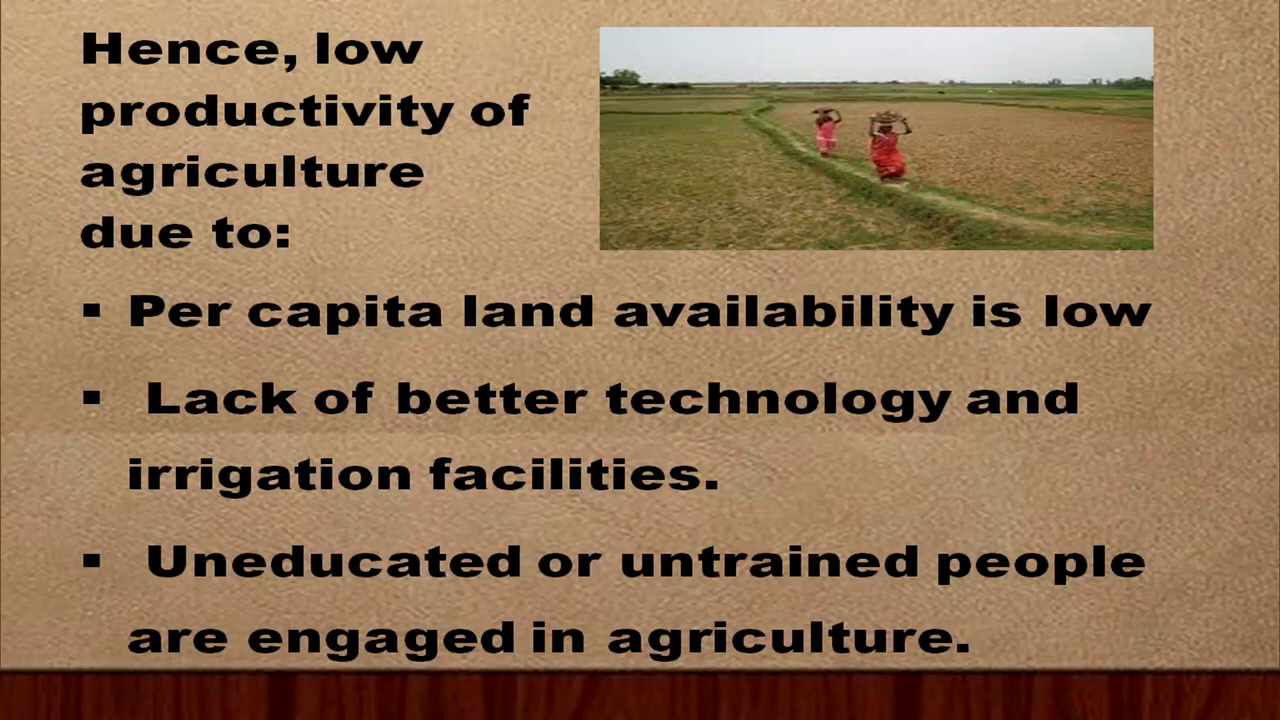 Hence, low
productivity of
agriculture
due to:
▪ Per capita land availability is low
▪ Lack of better technology and
irrigation facilities.
▪ Uneducated or untrained people
are engaged in agriculture.